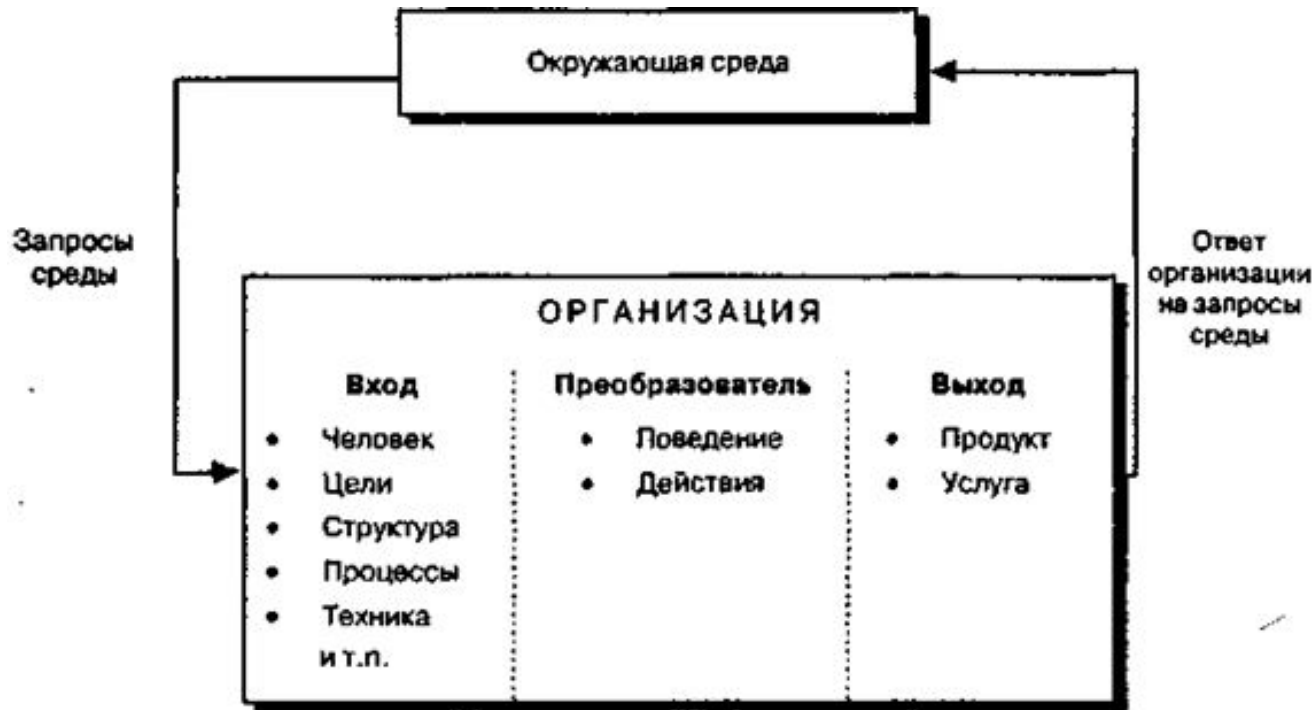 Окружающая среда
Запросы
среды
Ответ
организации
на запросы
среды
ОРГАНИЗАЦИЯ
Вход
• Человек
• Цели
• Структура
• Процессы
• Техника
и т.п.
Преобразователь
• Поведение
• Действия
Выход
• Продукт
• Услуга